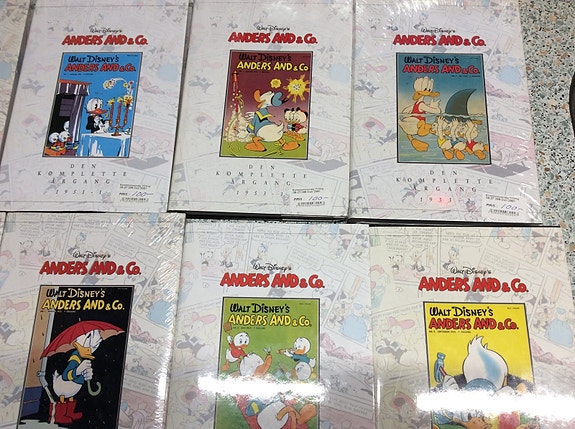 Walt Disney's
ANDERS AND & Co.
WALT DISNEY'S
ANDERS AND & Co.
DEN
KOMPLETTE
ÅRGANG
Walt Disney's
ANDERS AND & Co.
WALT DISNEY'S
ANDERS AND & Co.
DEN
KOMPLETTE
ÅRGANG
100
Walt Disney's
ANDERS AND & Co.
WALT DISNEY'S
ANDERS AND & Co.
DEN
KOMPLETTE
ÅRGANG
100
Walt Disney's
ANDERS AND & Co.
WALT DISNEY'S
ANDERS AND & Co.
Walt Disney's
ANDERS AND & Co.
WALT DISNEY'S
ANDERS AND & Co.
Walt Disney's
ANDERS AND & Co.
WALT DISNEY'S
ANDERS AND & Co.